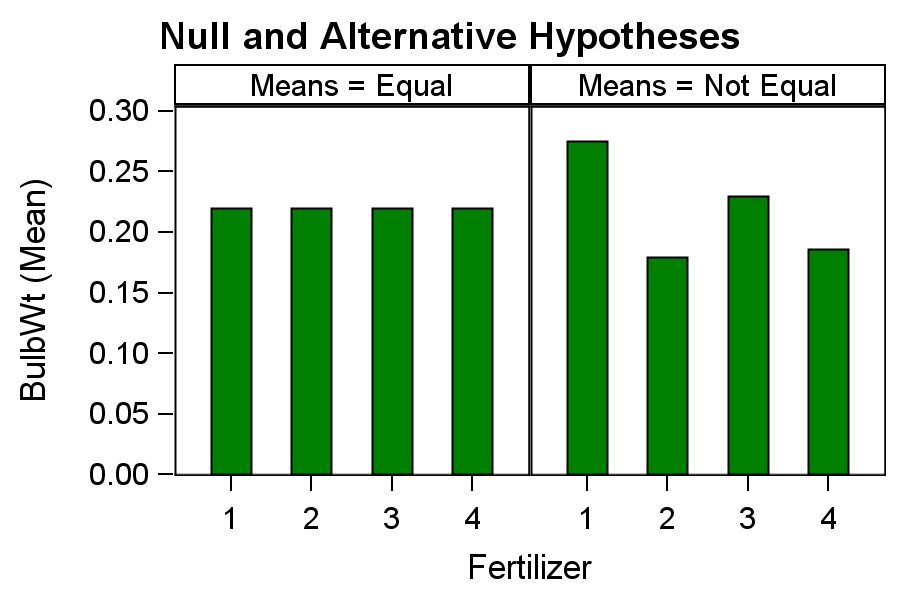 Null and Alternative Hypotheses
Means = Equal
Means = Not Equal
BulbWt (Mean)
0.30
0.25
0.20
0.15
0.10
0.05
0.00
1 2 3 4
1 2 3 4
Fertilizer